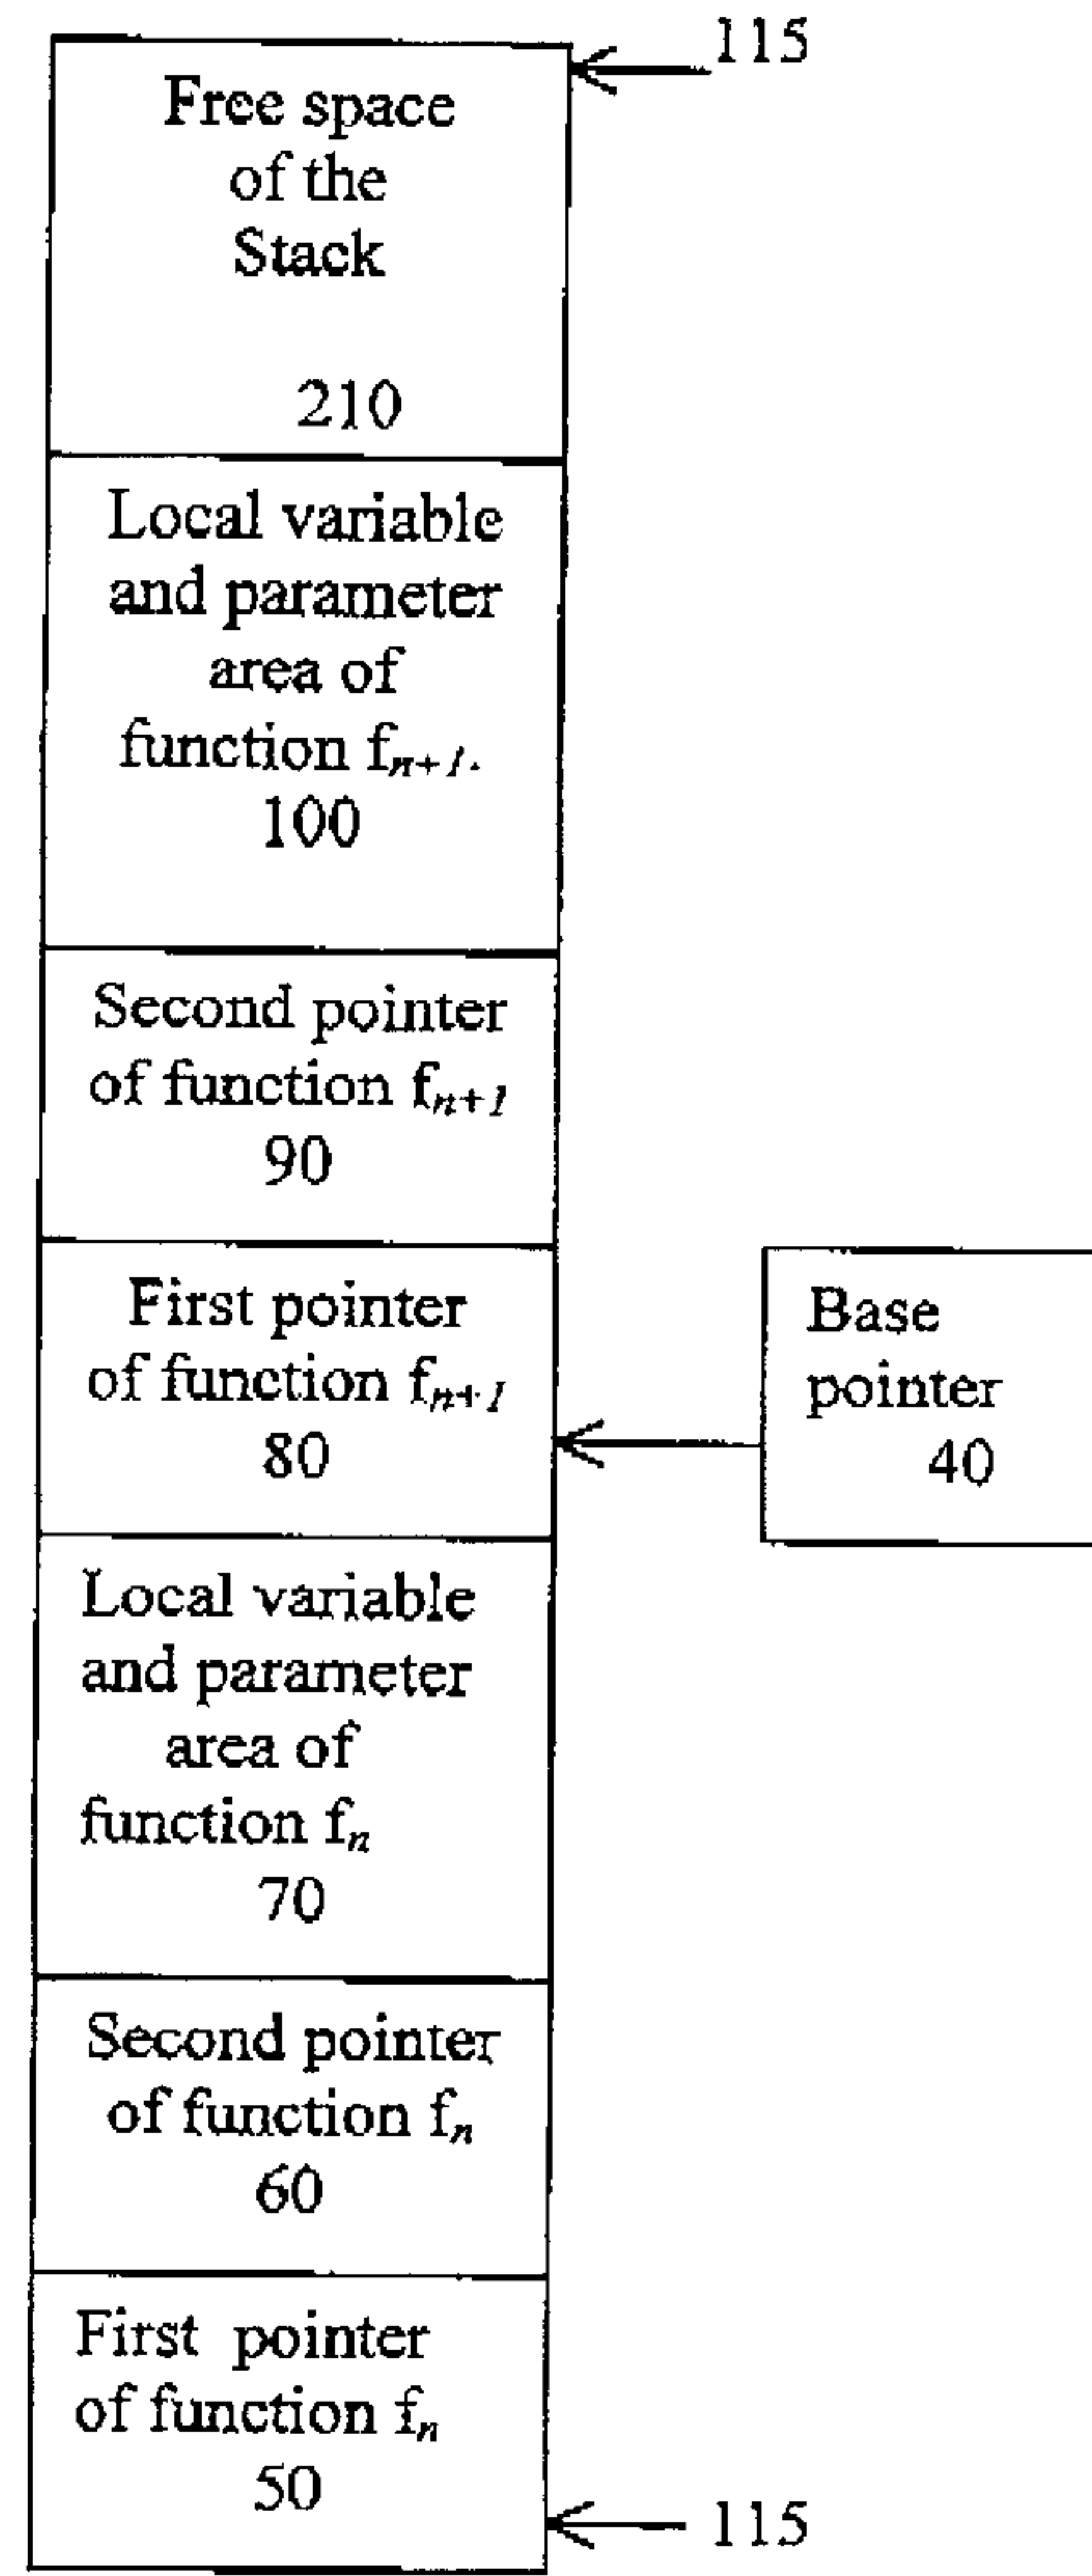 115
Free space
of the
Stack
210
Local variable
and parameter
area of
function fn+1.
100
Second pointer
of function fn+1
90
First pointer
of function fn+1
80
Base
pointer
40
Local variable
and parameter
area of
function fn
70
Second pointer
of function fn
60
First pointer
of function fn
50
115